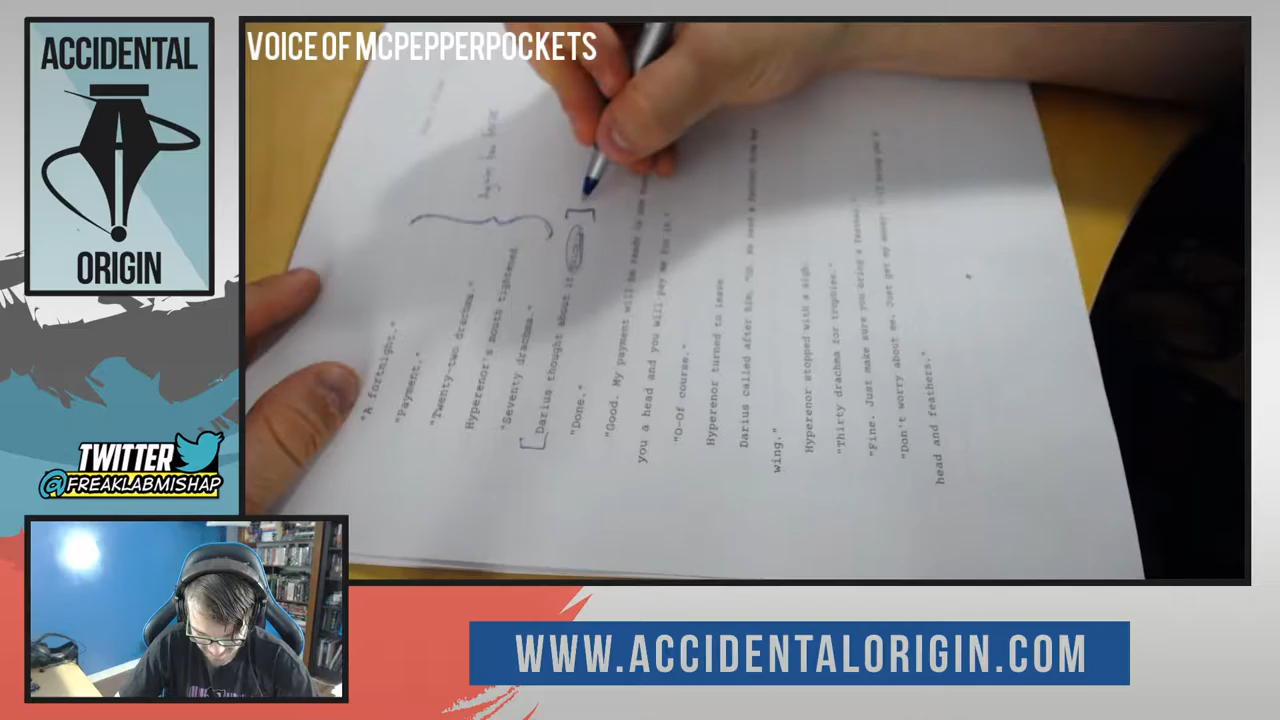 ACCIDENTAL
ORIGIN
VOICE OF MCPEPPERPOCKETS
"A fortnight."
"Payment."
"Twenty-two drachma."
Hyperenor's mouth tightened
"Seventy drachma."
[Darius thought about it
]
"Done."
"Good. My payment will be ready
you a head and you will pay me for it."
"O-Of course."
Hyperenor turned to leave
Darius called after him,
wing."
Hyperenor stopped with a sigh.
"Thirty drachma for trophies."
"Fine. Just make sure you bring a feather."
"Don't worry about me. Just get my money. I'll bring you a
head and feathers."
TWITTER
@FREAKLABMISHAP
WWW.ACCIDENTALORIGIN.COM